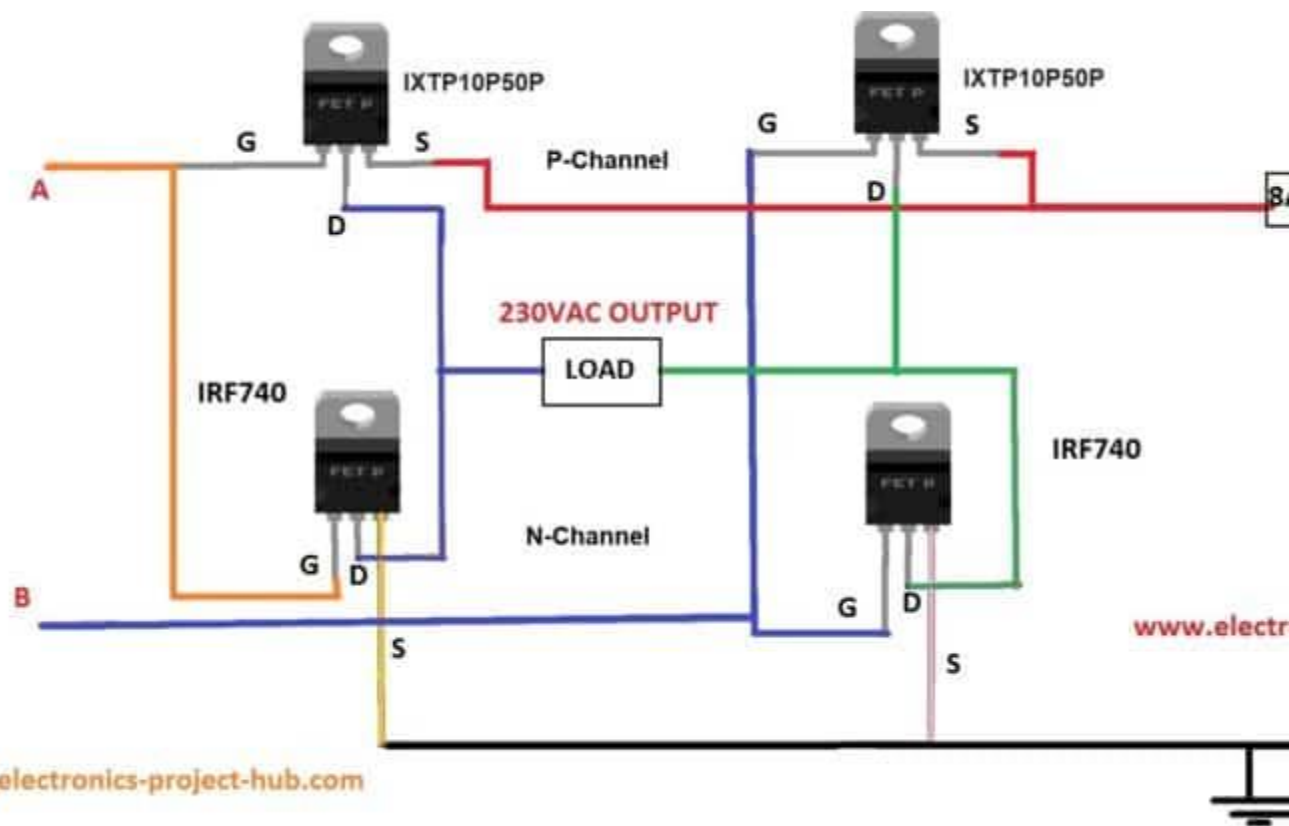 IXTP10P50P
IXTP10P50P
FET P
FET P
G
S
G
S
P-Channel
A
D
D
8A
230VAC OUTPUT
LOAD
IRF740
IRF740
FET P
FET P
N-Channel
G
D
B
G
D
www.electr
S
S
electronics-project-hub.com